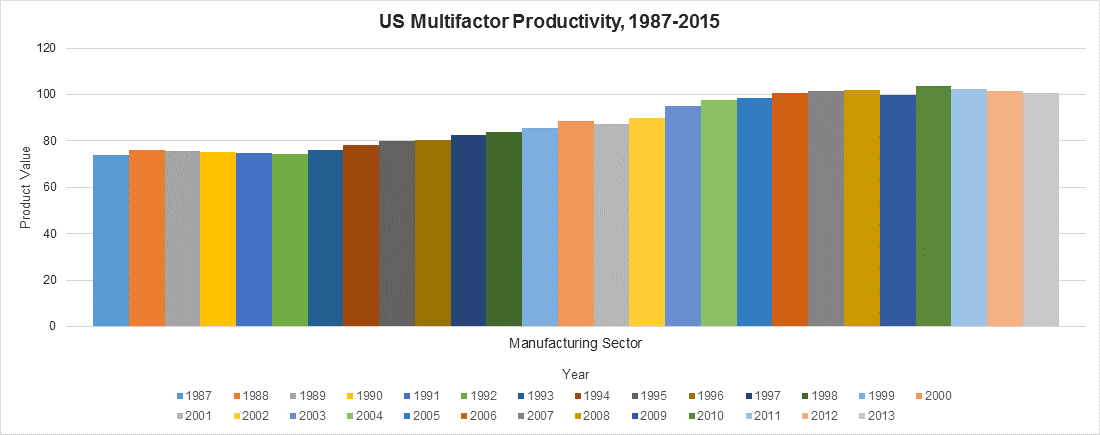 US Multifactor Productivity, 1987-2015
120
100
80
60
40
20
0
Product Value
Manufacturing Sector
Year
1987 1988 1989 1990 1991 1992 1993 1994 1995 1996 1997 1998 1999 2000
2001 2002 2003 2004 2005 2006 2007 2008 2009 2010 2011 2012 2013